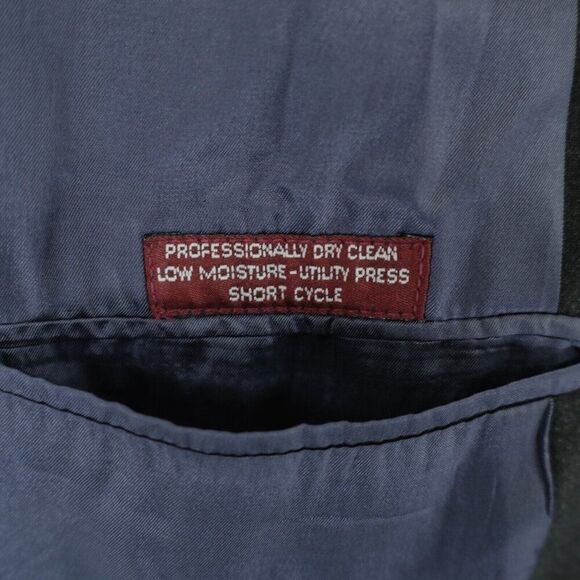 PROFESSIONALLY DRY CLEAN
LOW MOISTURE-UTILITY PRESS
SHORT CYCLE